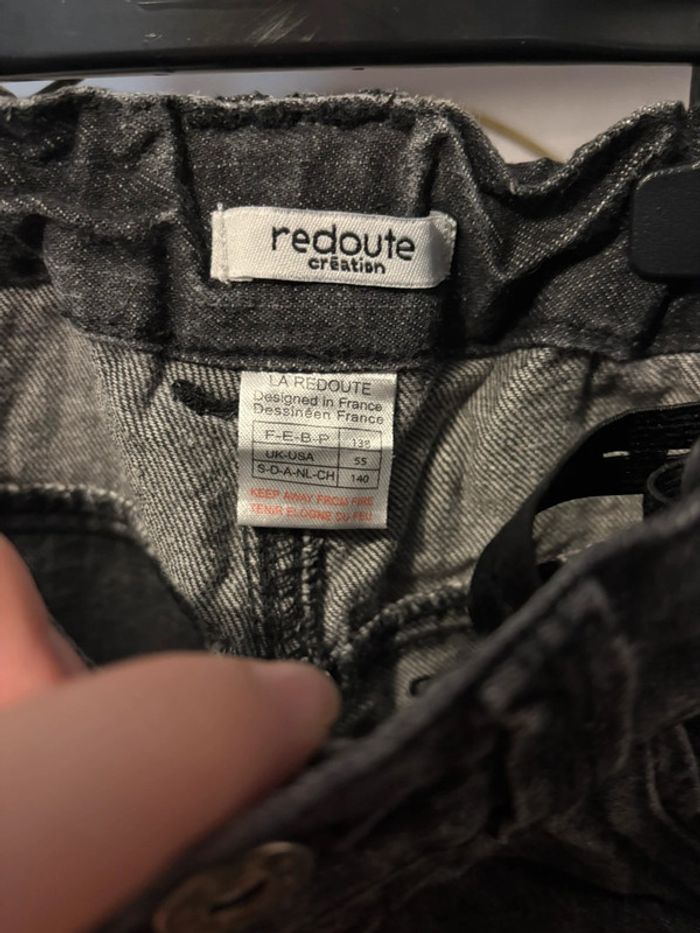 redoute
création
LA REDOUTE
Designed in France
Dessinéen France
F-E-B-P 138
UK-USA 55
S-D-A-NL-CH 140
KEEP AWAY FROM FIRE
TENIR ELOGNE DU FEU